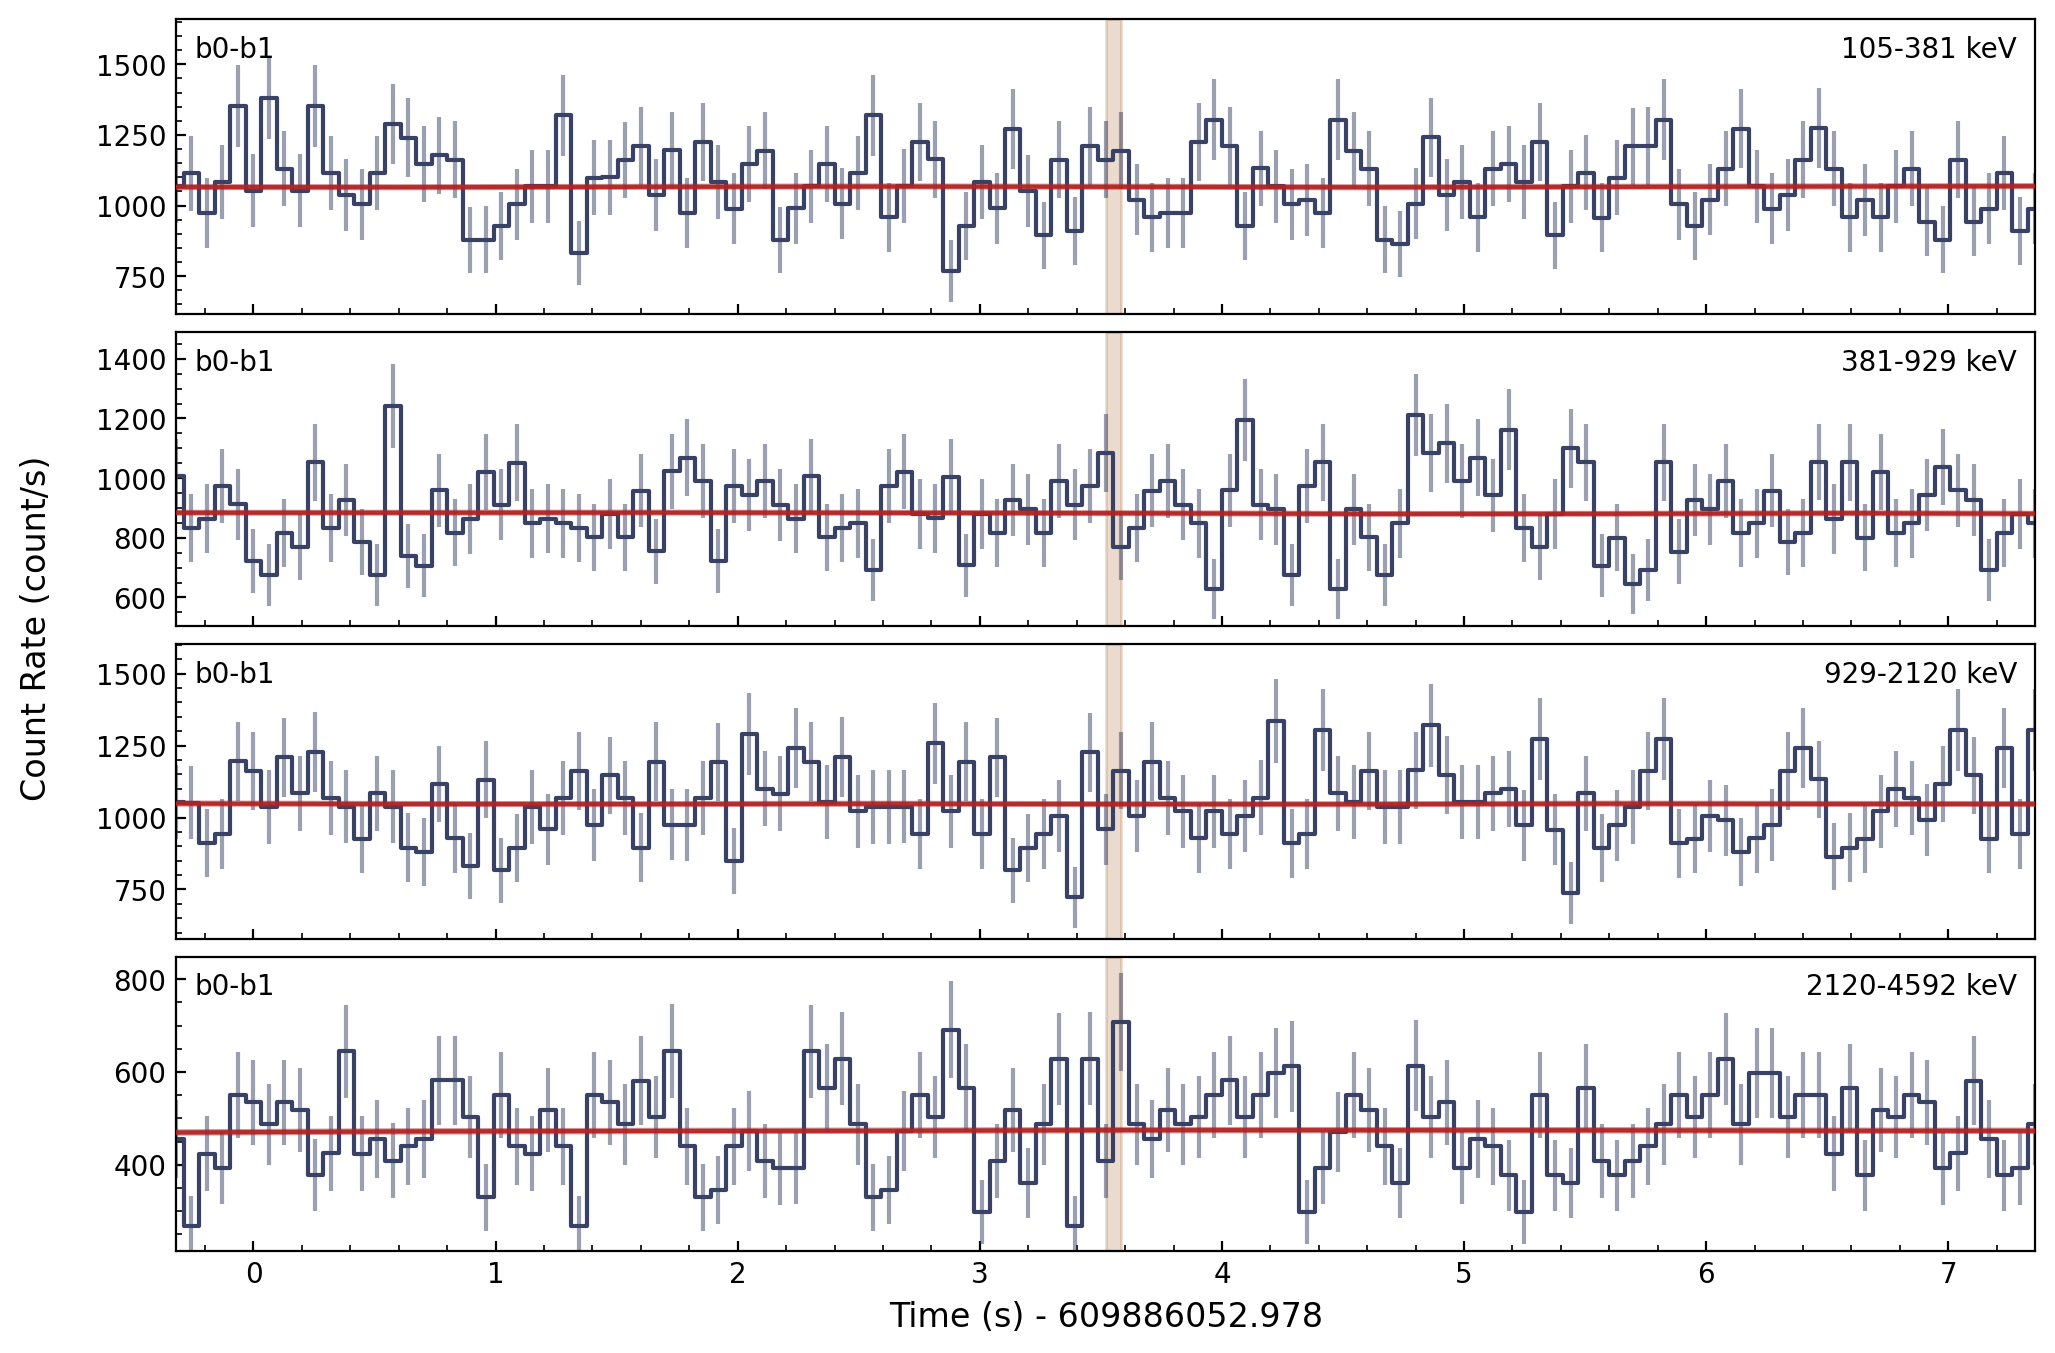 b0-b1 105-381 keV
1500
1250
1000
750
b0-b1 381-929 keV
1400
1200
1000
800
600
b0-b1 929-2120 keV
1500
1250
1000
750
b0-b1 2120-4592 keV
800
600
400
Count Rate (count/s)
0 1 2 3 4 5 6 7
Time (s) - 609886052.978